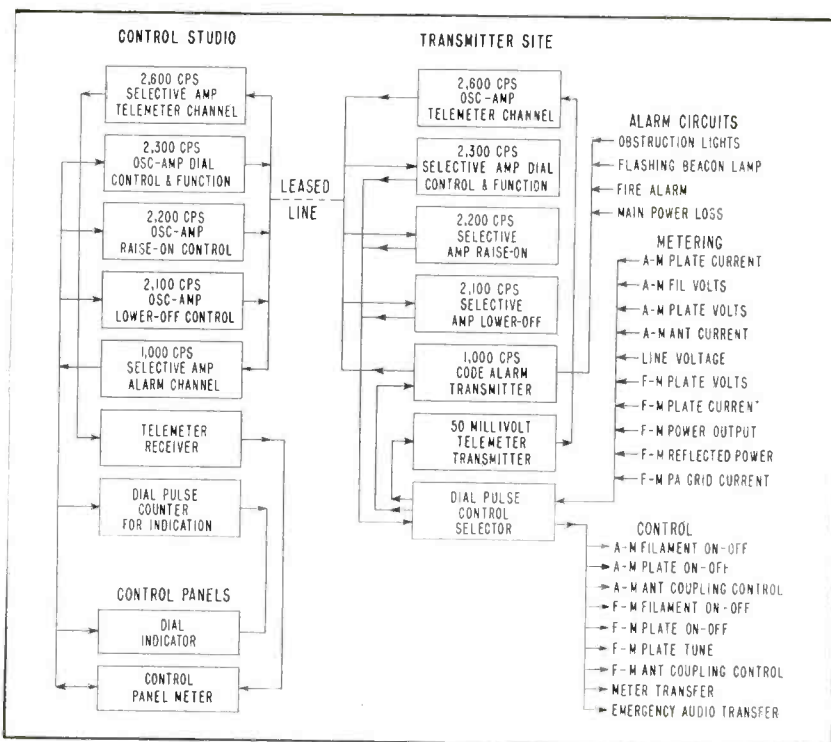 CONTROL STUDIO
2,600 CPS
SELECTIVE AMP
TELEMETER CHANNEL
2,300 CPS
OSC-AMP DIAL
CONTROL & FUNCTION
2,200 CPS
OSC-AMP
RAISE-ON CONTROL
2,100 CPS
OSC-AMP
LOWER-OFF CONTROL
1,000 CPS
SELECTIVE AMP
ALARM CHANNEL
TELEMETER
RECEIVER
DIAL PULSE
COUNTER
FOR INDICATION
CONTROL PANELS
DIAL
INDICATOR
CONTROL
PANEL METER
LEASED
LINE
TRANSMITTER SITE
2,600 CPS
OSC-AMP
TELEMETER CHANNEL
2,300 CPS
SELECTIVE AMP DIAL
CONTROL & FUNCTION
2,200 CPS
SELECTIVE
AMP RAISE-ON
2,100 CPS
SELECTIVE
AMP LOWER-OFF
1,000 CPS
CODE ALARM
TRANSMITTER
50 MILLIVOLT
TELEMETER
TRANSMITTER
DIAL PULSE
CONTROL
SELECTOR
ALARM CIRCUITS
OBSTRUCTION LIGHTS
FLASHING BEACON LAMP
FIRE ALARM
MAIN POWER LOSS
METERING
A-M PLATE CURRENT
A-M FIL VOLTS
A-M PLATE VOLTS
A-M ANT CURRENT
LINE VOLTAGE
F-M PLATE VOLTS
F-M PLATE CURRENT
F-M POWER OUTPUT
F-M REFLECTED POWER
F-M PA GRID CURRENT
CONTROL
A-M FILAMENT ON-OFF
A-M PLATE ON-OFF
A-M ANT COUPLING CONTROL
F-M FILAMENT ON-OFF
F-M PLATE ON-OFF
F-M PLATE TUNE
F-M ANT COUPLING CONTROL
METER TRANSFER
EMERGENCY AUDIO TRANSFER